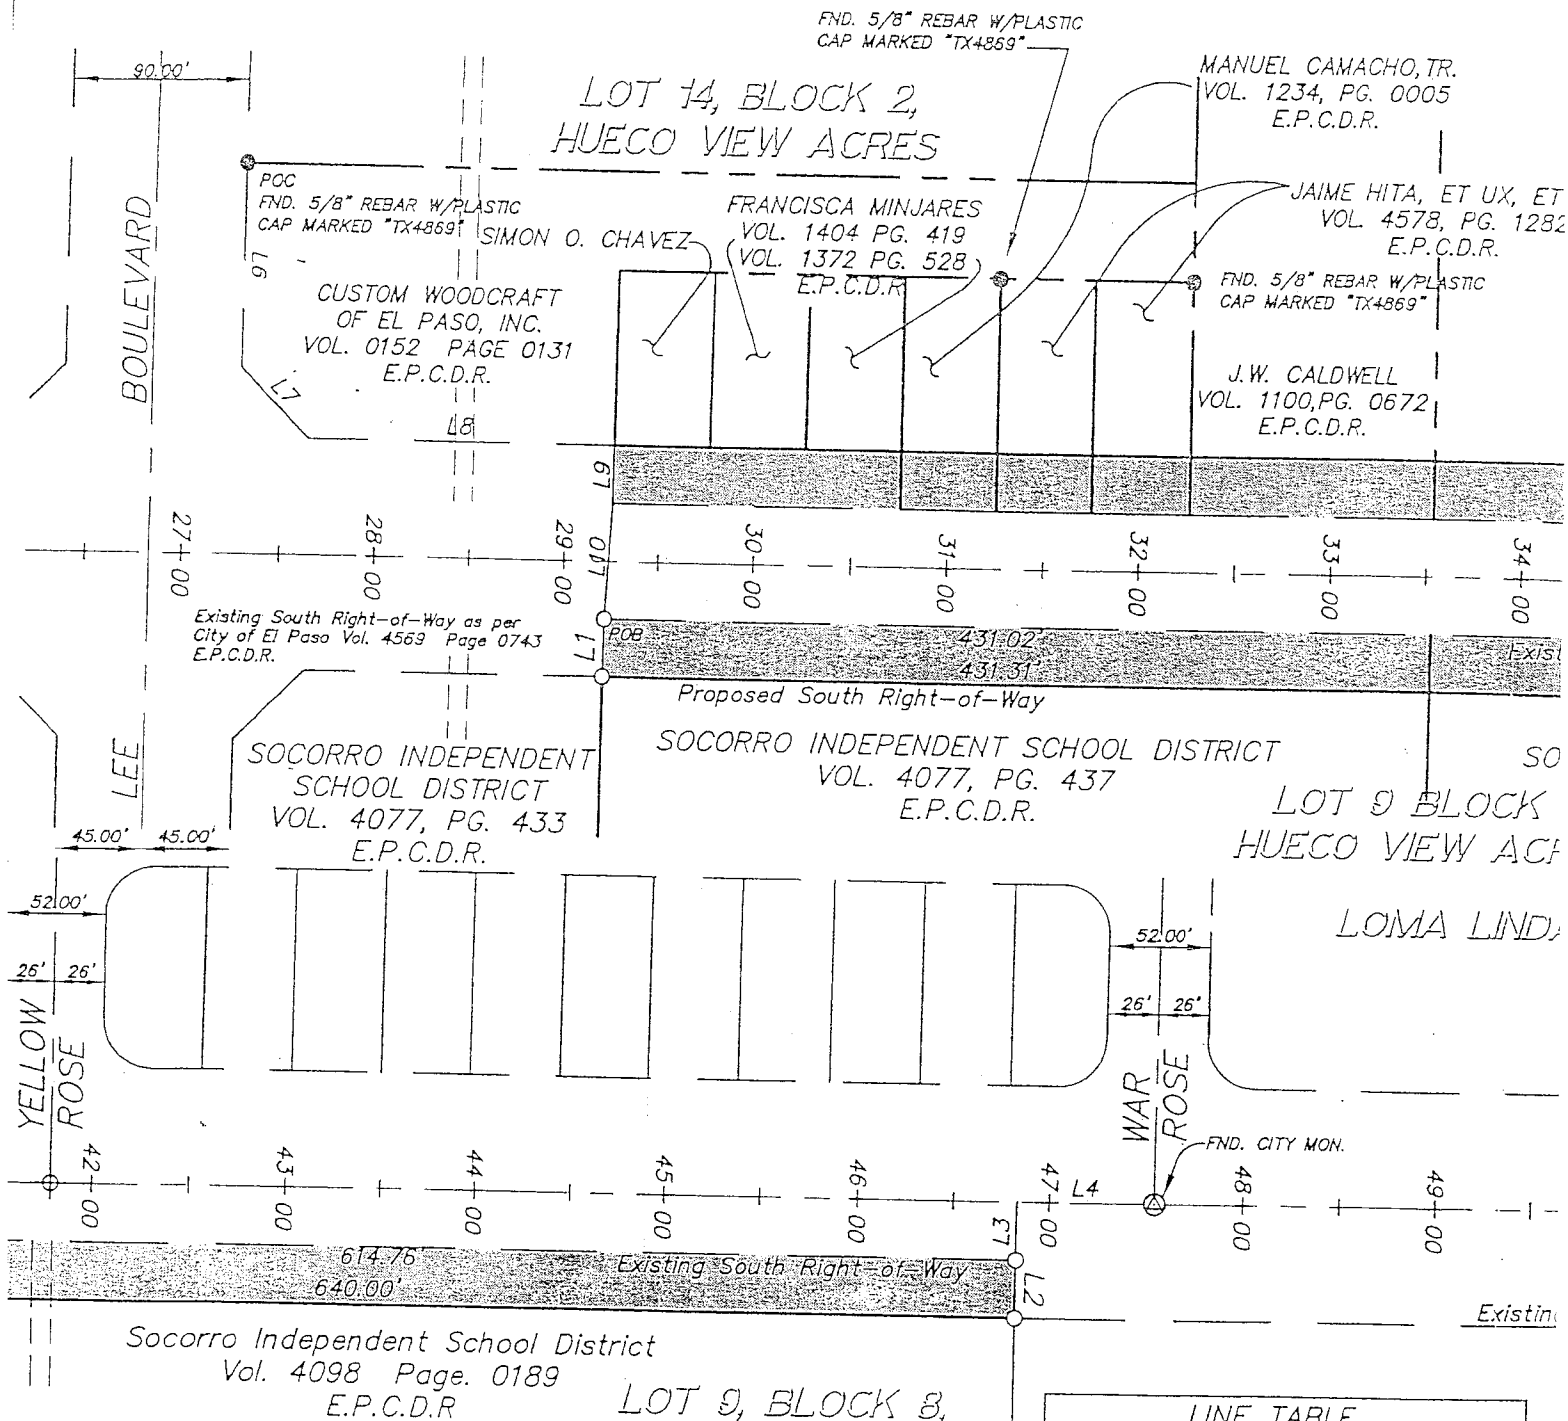 FND. 5/8" REBAR W/PLASTIC
CAP MARKED "TX4869"
90.00'
LOT 14, BLOCK 2,
HUECO VIEW ACRES
MANUEL CAMACHO, TR.
VOL. 1234, PG. 0005
E.P.C.D.R.
POC
FND. 5/8" REBAR W/PLASTIC
CAP MARKED "TX4869"
SIMON O. CHAVEZ
FRANCISCA MINJARES
VOL. 1404 PG. 419
VOL. 1372 PG. 528
E.P.C.D.R
JAIME HITA, ET UX, ET
VOL. 4578, PG. 1282
E.P.C.D.R.
FND. 5/8" REBAR W/PLASTIC
CAP MARKED "TX4869"
L6
CUSTOM WOODCRAFT
OF EL PASO, INC.
VOL. 0152 PAGE 0131
E.P.C.D.R.
J.W. CALDWELL
VOL. 1100, PG. 0672
E.P.C.D.R.
BOULEVARD
L7
L8
L9
27+00
28+00
29+00
L10
30+00
31+00
32+00
33+00
34+00
Existing South Right-of-Way as per
City of El Paso Vol. 4569 Page 0743
E.P.C.D.R.
L1
POB
431.02'
431.31'
Exist
Proposed South Right-of-Way
LEE
SOCORRO INDEPENDENT
SCHOOL DISTRICT
VOL. 4077, PG. 433
E.P.C.D.R.
SOCORRO INDEPENDENT SCHOOL DISTRICT
VOL. 4077, PG. 437
E.P.C.D.R.
SO
LOT 9 BLOCK
HUECO VIEW ACR
45.00'
45.00'
LOMA LINDA
52.00'
52.00'
26'
26'
26'
26'
YELLOW
ROSE
WAR
ROSE
FND. CITY MON.
42+00
43+00
44+00
45+00
46+00
47+00
L4
48+00
49+00
L3
614.76'
Existing South Right-of-Way
640.00'
L2
Existing
Socorro Independent School District
Vol. 4098 Page. 0189
E.P.C.D.R
LOT 9, BLOCK 8,
LINE TABLE